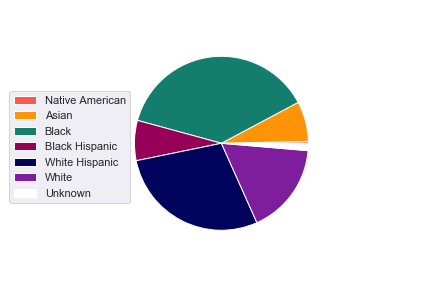 Native American
Asian
Black
Black Hispanic
White Hispanic
White
Unknown